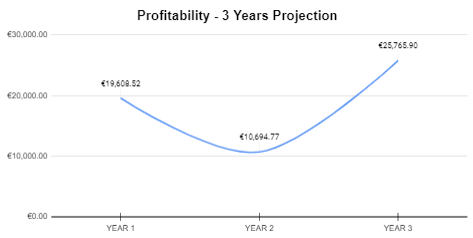 Profitability - 3 Years Projection
€30,000.00
€25,765.90
€19,608.52
€20,000.00
€10,694.77
€10,000.00
€0.00
YEAR 1
YEAR 2
YEAR 3